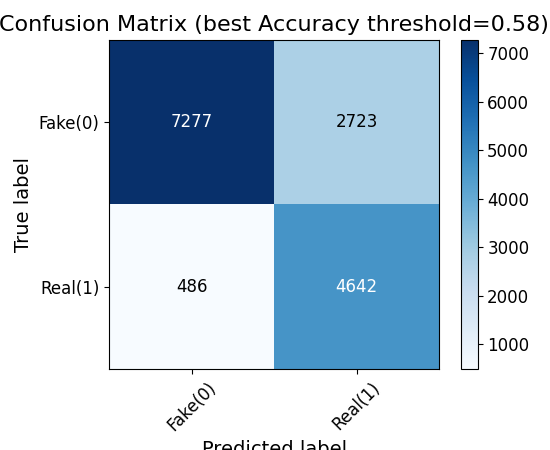 Confusion Matrix (best Accuracy threshold=0.58)
7000
6000
5000
4000
3000
2000
1000
True label
Fake(0)
7277
2723
Real(1)
486
4642
Fake(0)
Real(1)
Predicted label